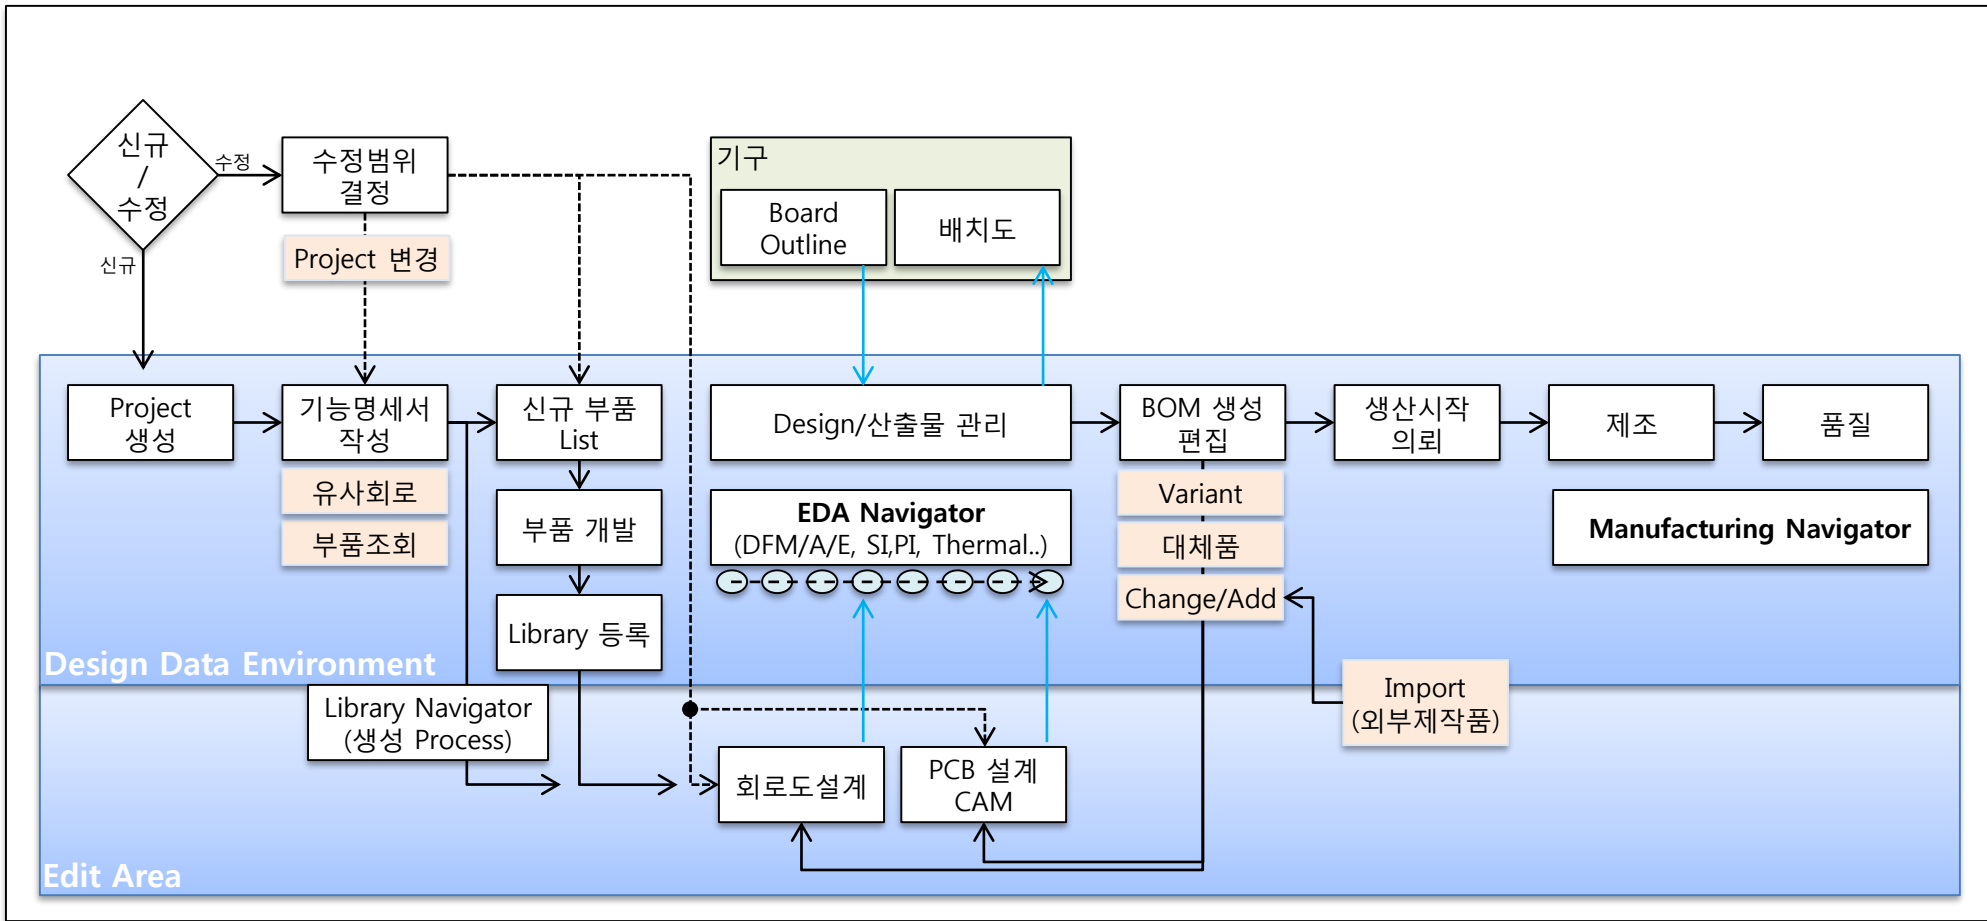 신규
/
수정
수정
신규
수정범위
결정
Project 변경
기구
Board
Outline
배치도
Project
생성
기능명세서
작성
유사회로
부품조회
신규 부품
List
부품 개발
Library 등록
Design/산출물 관리
EDA Navigator
(DFM/A/E, SI,PI, Thermal..)
BOM 생성
편집
Variant
대체품
Change/Add
생산시작
의뢰
제조
품질
Manufacturing Navigator
Design Data Environment
Library Navigator
(생성 Process)
회로도설계
PCB 설계
CAM
Import
(외부제작품)
Edit Area